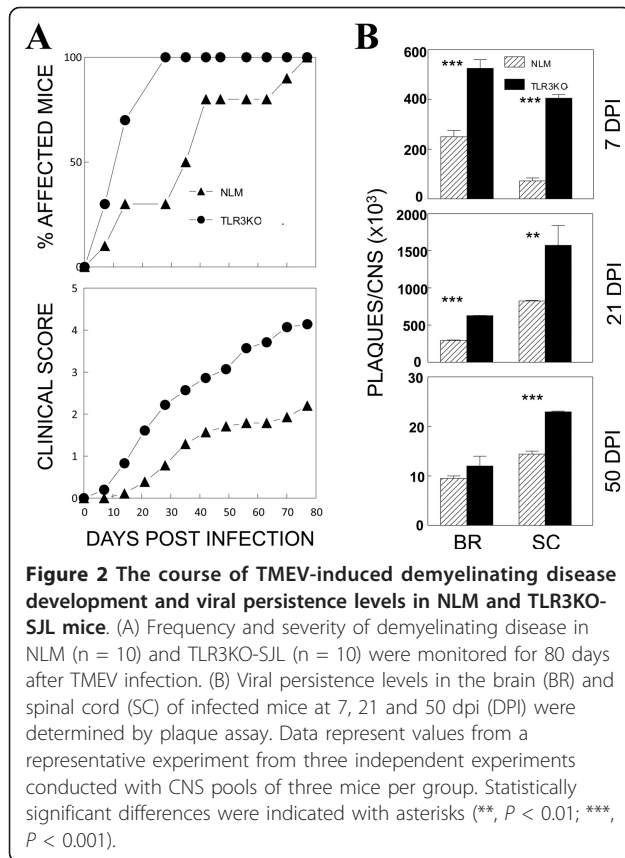 A
% AFFECTED MICE
100
50
0
NLM
TLR3KO
CLINICAL SCORE
5
4
3
2
1
0
0 10 20 30 40 50 60 70 80
DAYS POST INFECTION
B
PLAQUES/CNS (x103)
600
400
200
0
***
***
NLM
TLR3KO
7 DPI
2000
1500
1000
500
0
***
**
21 DPI
30
20
10
0
***
50 DPI
BR SC
Figure 2 The course of TMEV-induced demyelinating disease
development and viral persistence levels in NLM and TLR3KO-
SJL mice. (A) Frequency and severity of demyelinating disease in
NLM (n = 10) and TLR3KO-SJL (n = 10) were monitored for 80 days
after TMEV infection. (B) Viral persistence levels in the brain (BR) and
spinal cord (SC) of infected mice at 7, 21 and 50 dpi (DPI) were
determined by plaque assay. Data represent values from a
representative experiment from three independent experiments
conducted with CNS pools of three mice per group. Statistically
significant differences were indicated with asterisks (**, P < 0.01; ***,
P < 0.001).